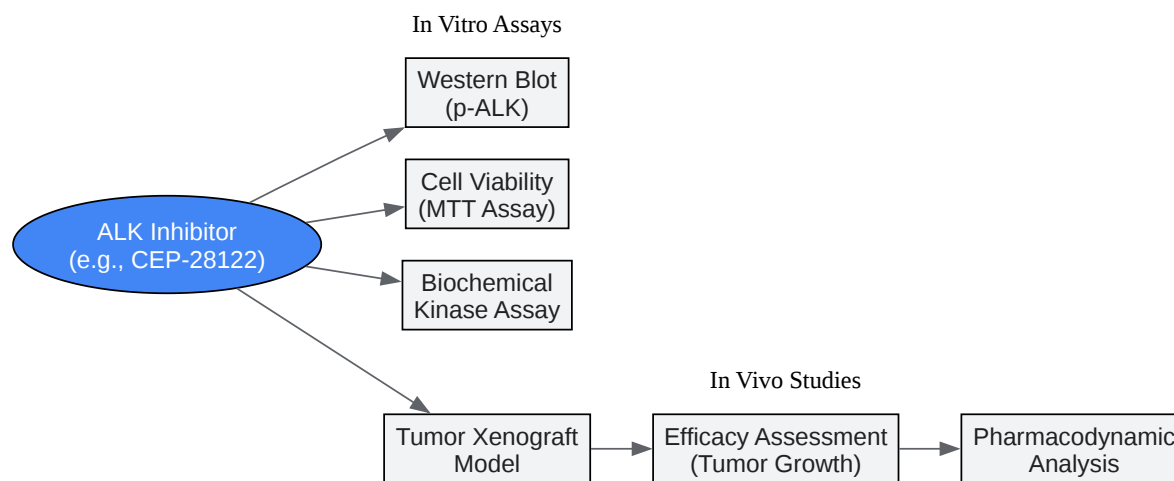 In Vitro Assays
Western Blot
(p-ALK)
Cell Viability
(MTT Assay)
ALK Inhibitor
(e.g., CEP-28122)
Biochemical
Kinase Assay
In Vivo Studies
Tumor Xenograft
Model
Efficacy Assessment
(Tumor Growth)
Pharmacodynamic
Analysis